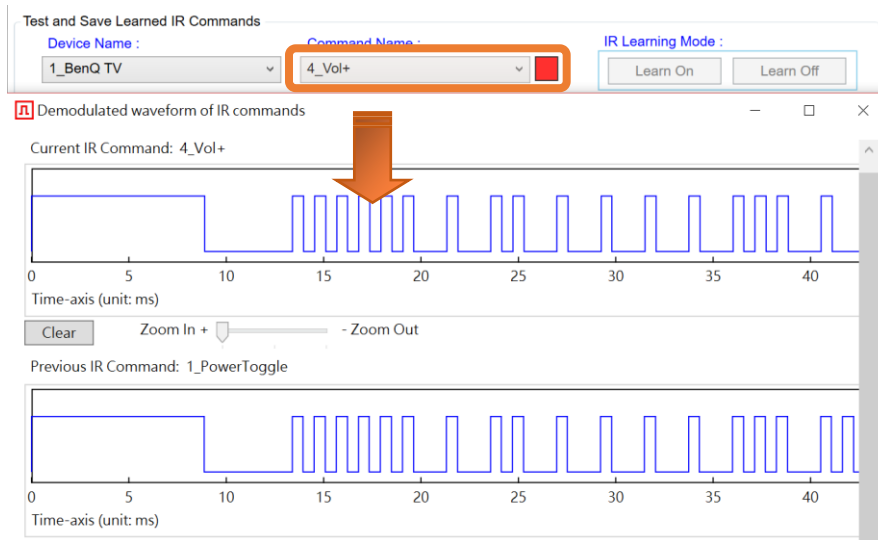 Test and Save Learned IR Commands
Device Name :
Command Name :
IR Learning Mode :
1_BenQ TV
4_Vol+
Learn On
Learn Off
Demodulated waveform of IR commands
Current IR Command: 4_Vol+
0 5 10 15 20 25 30 35 40
Time-axis (unit: ms)
Clear
Zoom In +
- Zoom Out
Previous IR Command: 1_PowerToggle
0 5 10 15 20 25 30 35 40
Time-axis (unit: ms)